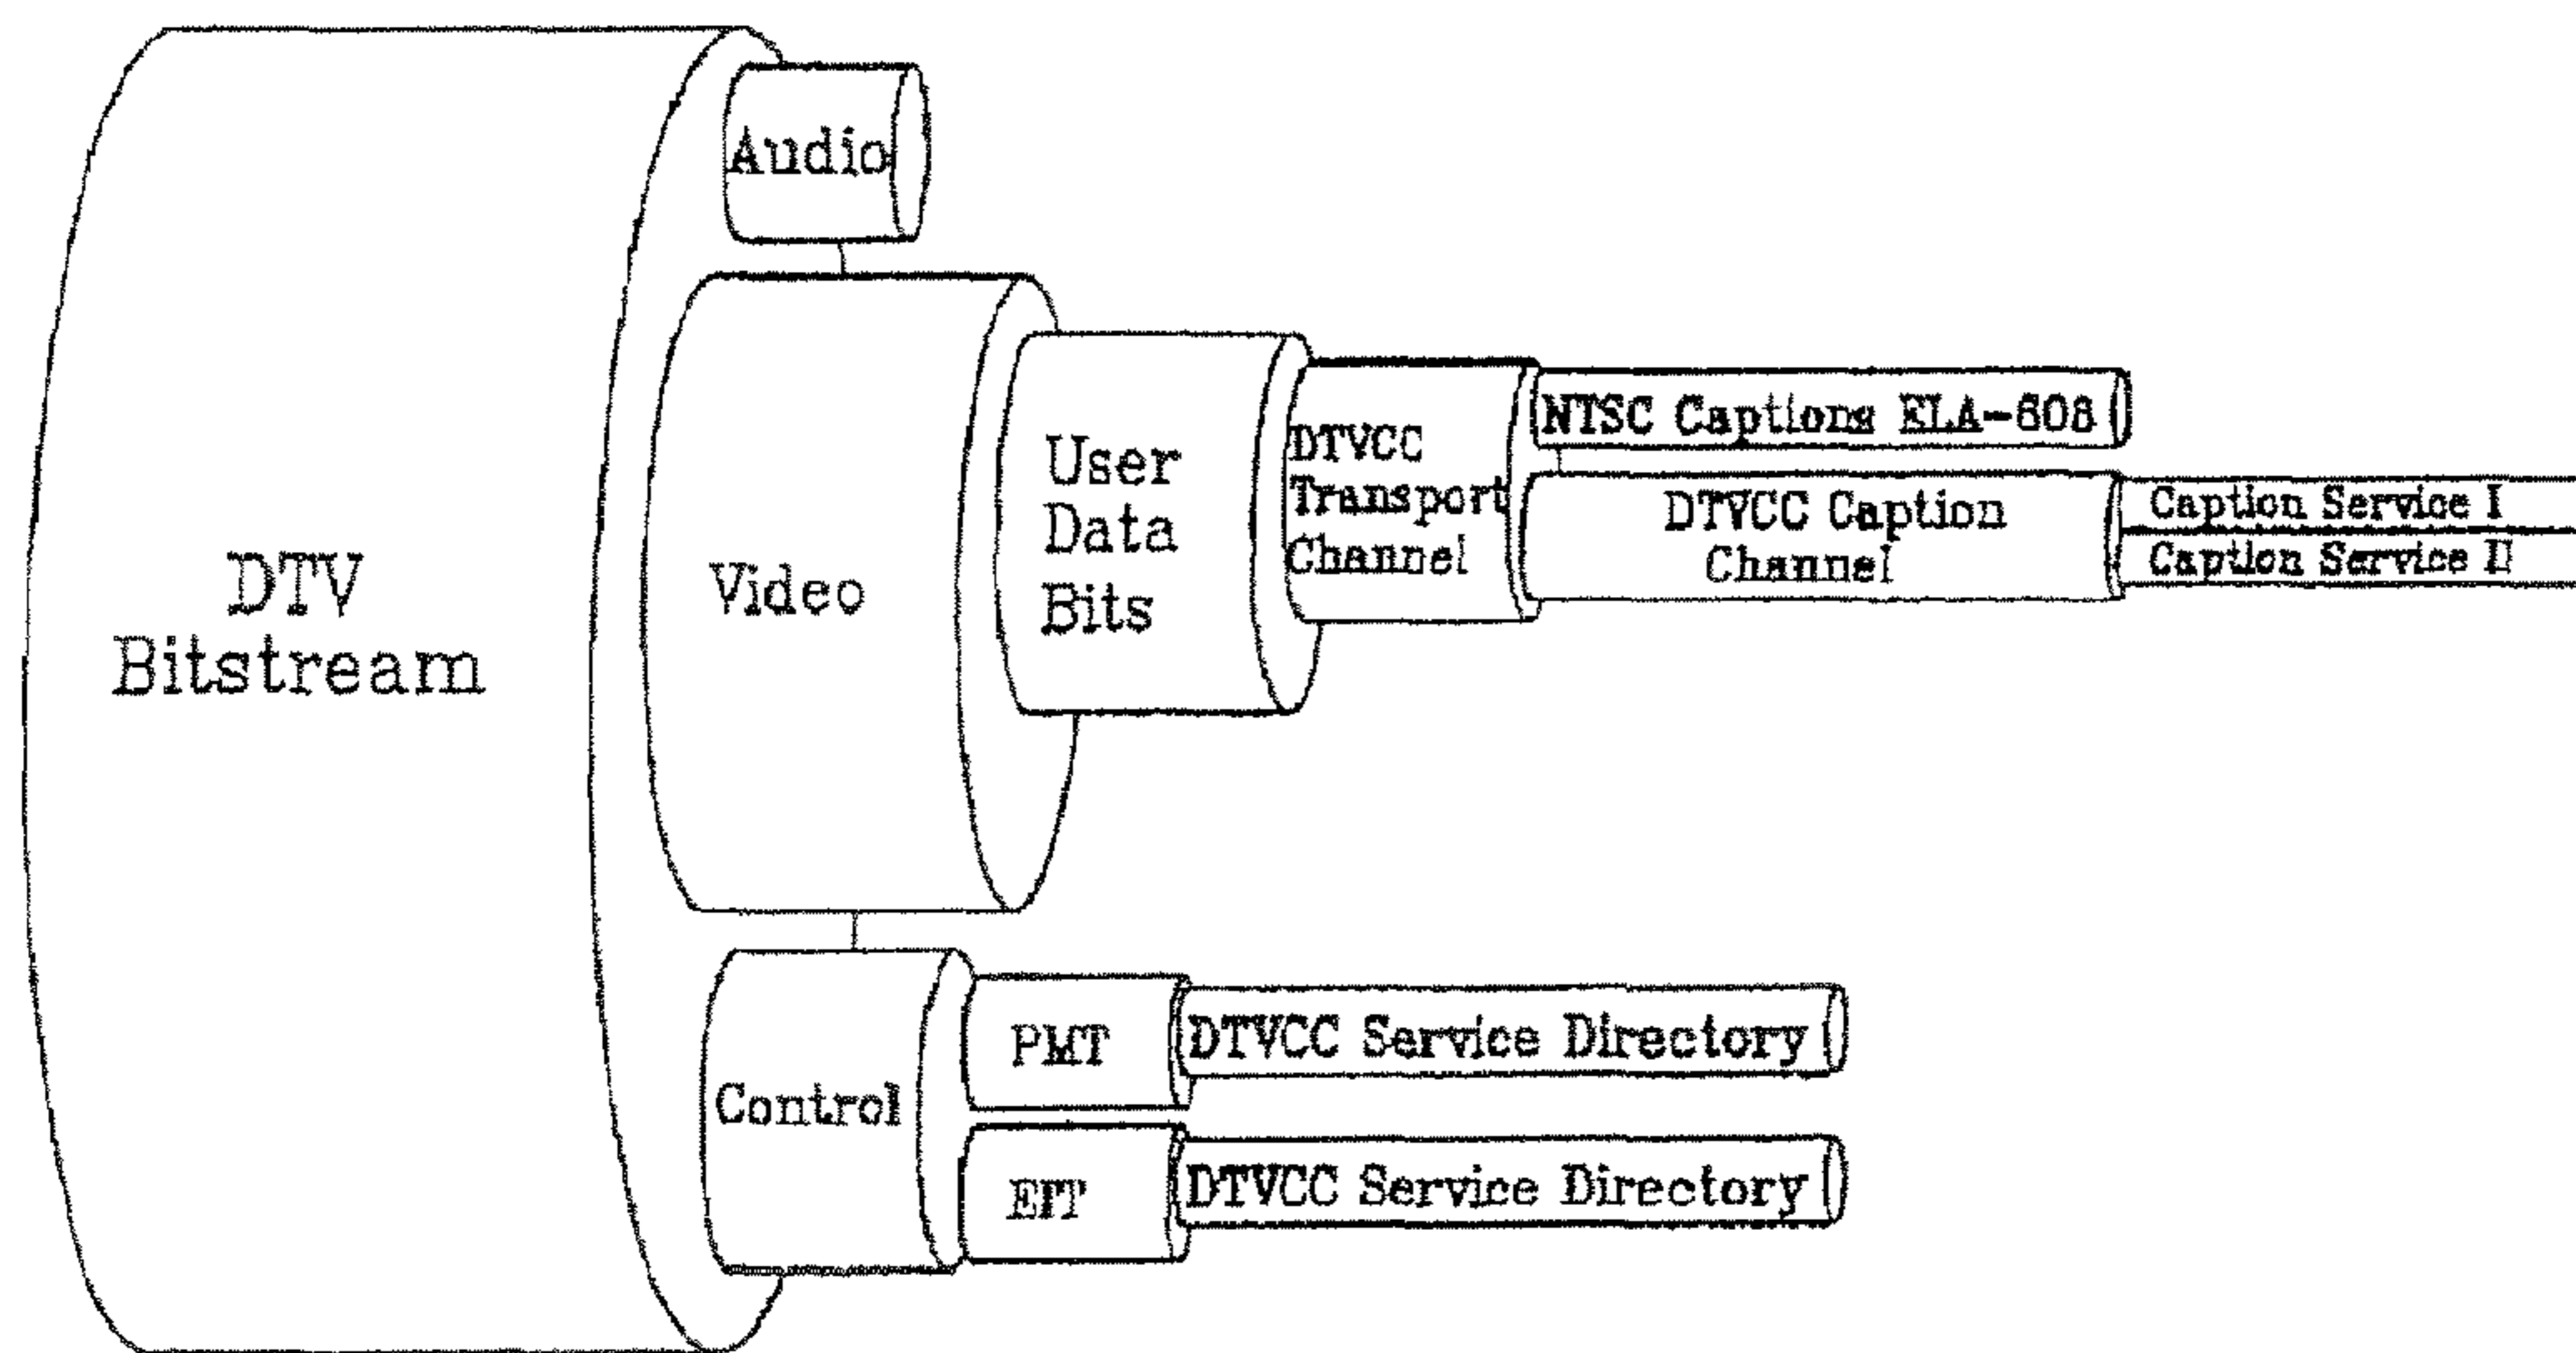 Audio
DTV
Bitstream
Video
User
Data
Bits
DTVCC
Transport
Channel
NTSC Captions EIA-608
DTVCC Caption
Channel
Caption Service I
Caption Service II
Control
PMT
DTVCC Service Directory
EIT
DTVCC Service Directory